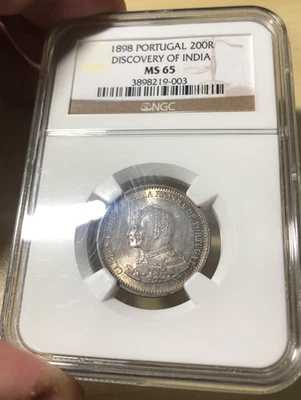 1898 PORTUGAL 200R
DISCOVERY OF INDIA
MS 65
3898219-003
NGC